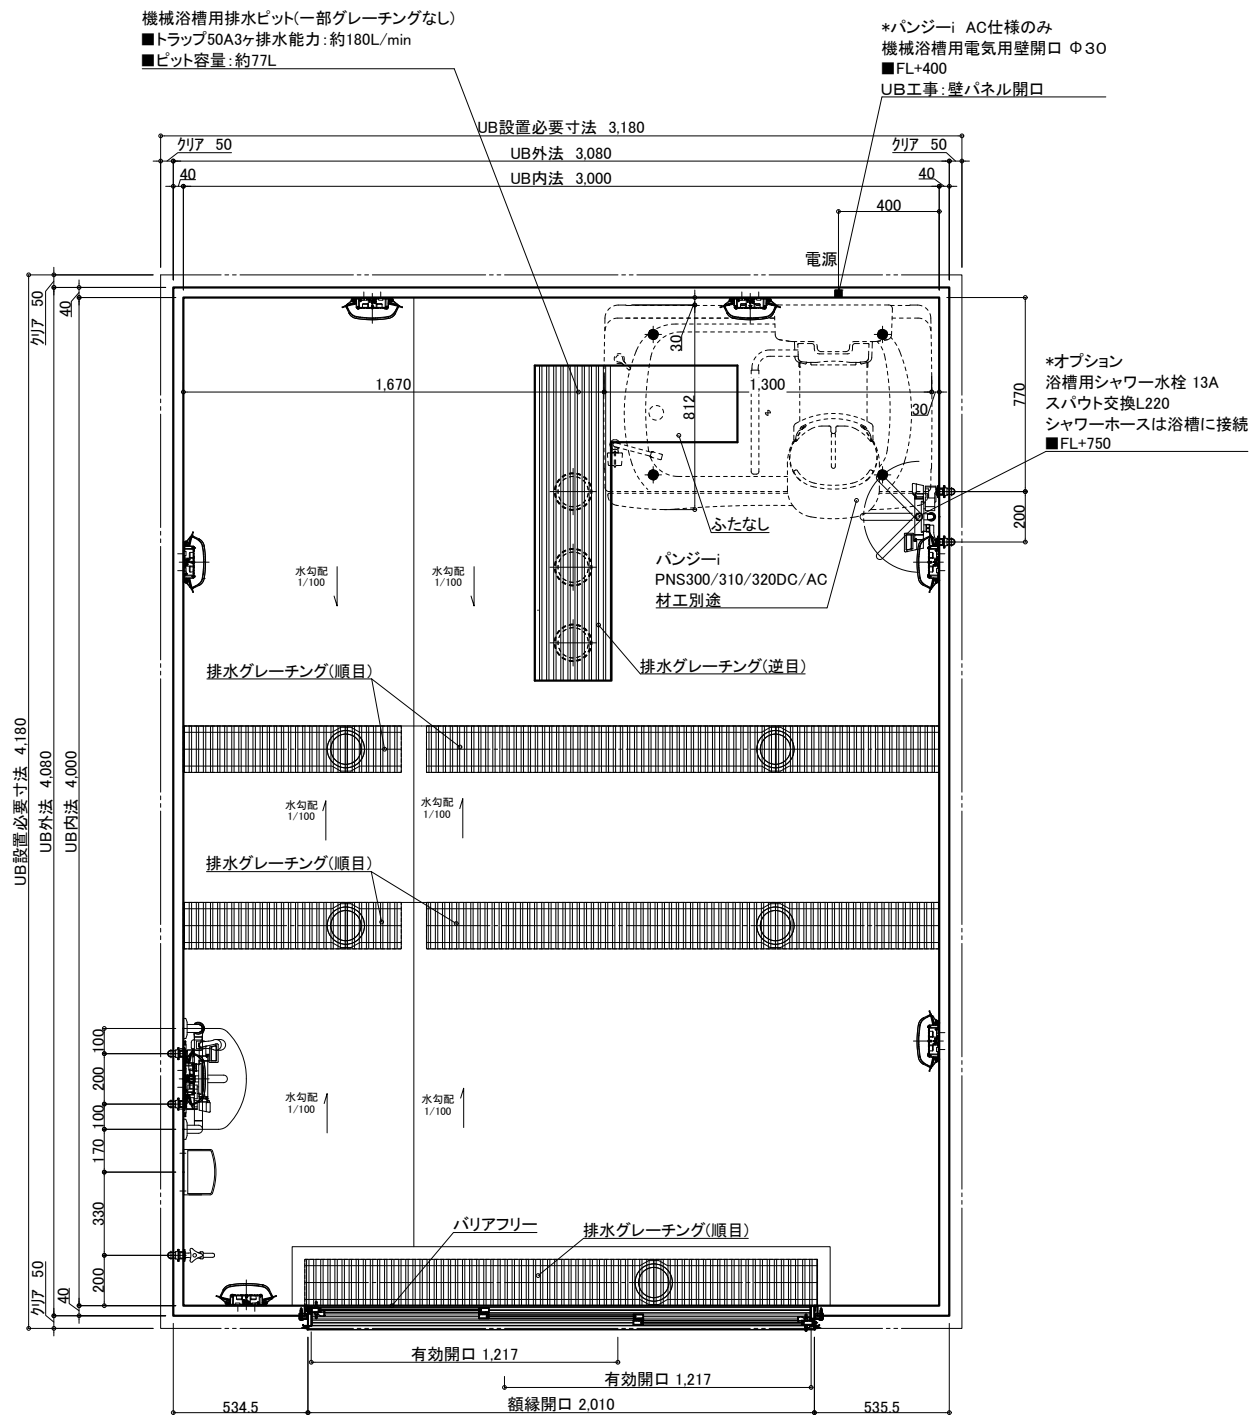 機械浴槽用排水ピット(一部グレーチングなし)
■トラップ50A3ヶ排水能力：約180L/min
■ピット容量：約77L
*パンジーi AC仕様のみ
機械浴槽用電気用壁開口 Φ30
■FL+400
UB工事：壁パネル開口
UB設置必要寸法 3,180
クリア 50
UB外法 3,080
クリア 50
40
UB内法 3,000
40
400
電源
クリア 50
40
30
1,670
1,300
812
30
770
*オプション
浴槽用シャワー水栓 13A
スパウト交換L220
シャワーホースは浴槽に接続
■FL+750
200
ふたなし
パンジーi
PNS300/310/320DC/AC
材工別途
水勾配
1/100
水勾配
1/100
排水グレーチング(順目)
排水グレーチング(逆目)
UB設置必要寸法 4,180
UB外法 4,080
UB内法 4,000
水勾配
1/100
水勾配
1/100
排水グレーチング(順目)
100
200
100
170
330
200
水勾配
1/100
水勾配
1/100
バリアフリー
排水グレーチング(順目)
クリア 50
40
有効開口 1,217
有効開口 1,217
534.5
額縁開口 2,010
535.5